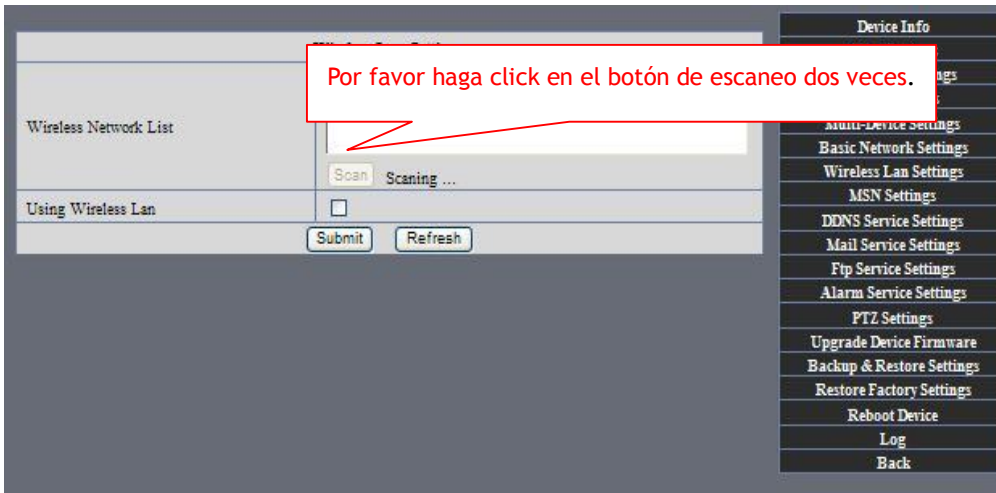 Por favor haga click en el botón de escaneo dos veces.
Wireless Network List
Scan Scaning ...
Using Wireless Lan
Submit Refresh
Device Info
Multi-Device Settings
Basic Network Settings
Wireless Lan Settings
MSN Settings
DDNS Service Settings
Mail Service Settings
Ftp Service Settings
Alarm Service Settings
PTZ Settings
Upgrade Device Firmware
Backup & Restore Settings
Restore Factory Settings
Reboot Device
Log
Back